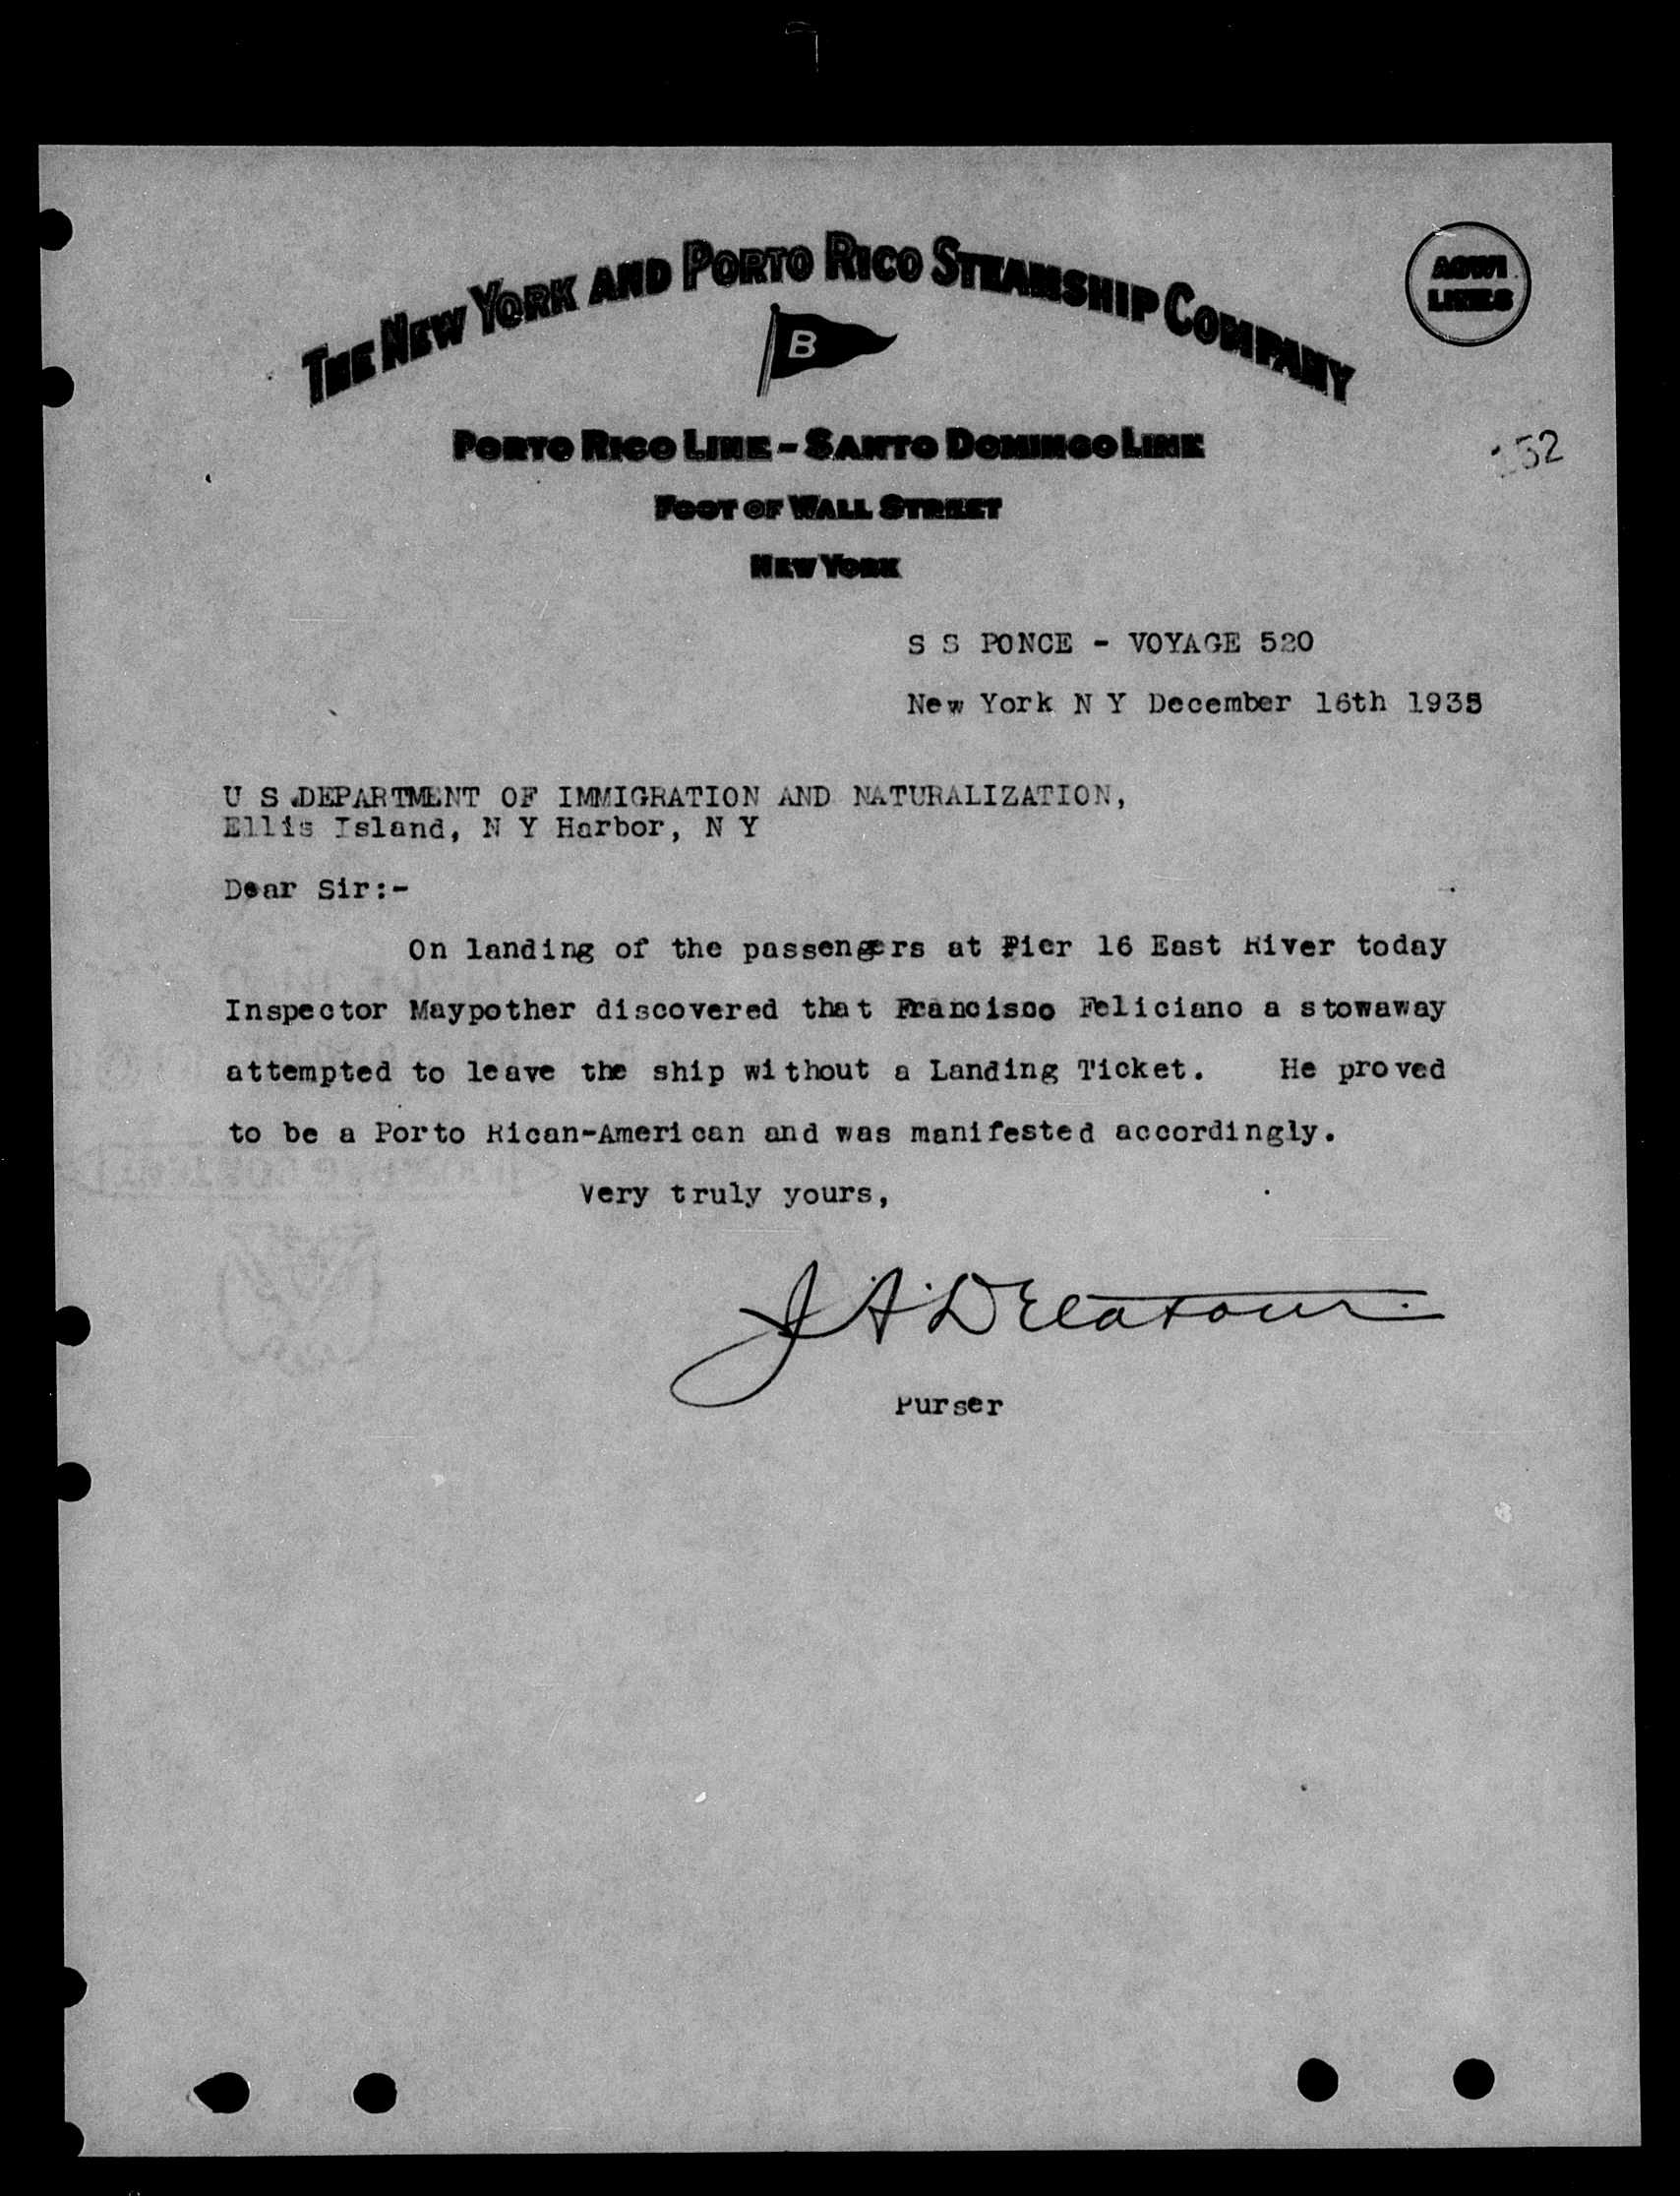 THE NEW YORK AND PORTO RICO STEAMSHIP COMPANY
AGWI
LINES
B
PORTO RICO LINE - SANTO DOMINGO LINE
52
FOOT OF WALL STREET
NEW YORK
S S PONCE - VOYAGE 520
New York N Y December 16th 1935
U S DEPARTMENT OF IMMIGRATION AND NATURALIZATION,
Ellis Island, N Y Harbor, N Y
Dear Sir:-
On landing of the passengers at Pier 16 East River today
Inspector Maypother discovered that Francisco Feliciano a stowaway
attempted to leave the ship without a Landing Ticket. He proved
to be a Porto Rican-American and was manifested accordingly.
Very truly yours,
J.A. Delatour.
Purser